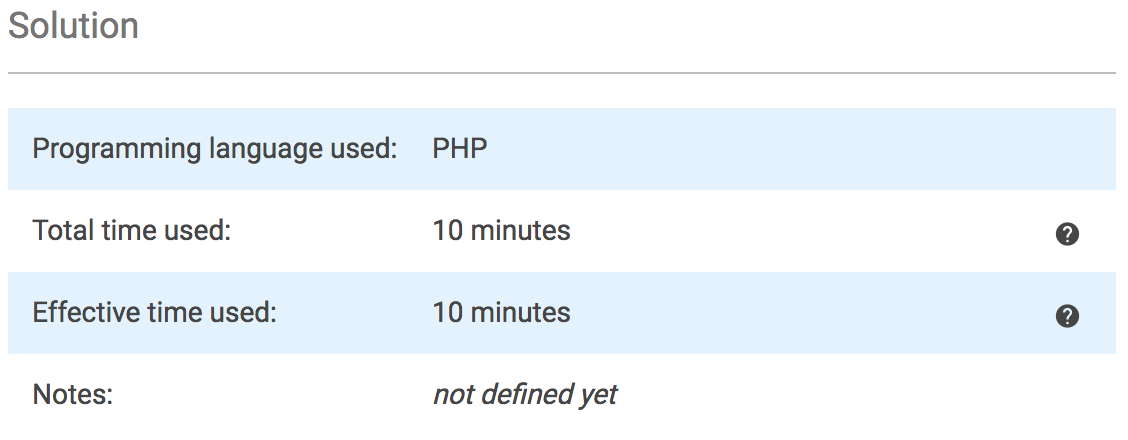 Solution
Programming language used: PHP
Total time used: 10 minutes ?
Effective time used: 10 minutes ?
Notes: not defined yet